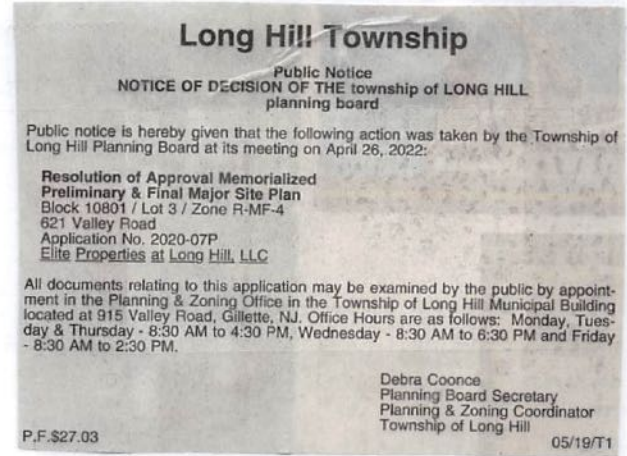 Long Hill Township
Public Notice
NOTICE OF DECISION OF THE township of LONG HILL
planning board
Public notice is hereby given that the following action was taken by the Township of
Long Hill Planning Board at its meeting on April 26, 2022:
Resolution of Approval Memorialized
Preliminary & Final Major Site Plan
Block 10801 / Lot 3 / Zone R-MF-4
621 Valley Road
Application No. 2020-07P
Elite Properties at Long Hill, LLC
All documents relating to this application may be examined by the public by appoint-
ment in the Planning & Zoning Office in the Township of Long Hill Municipal Building
located at 915 Valley Road, Gillette, NJ. Office Hours are as follows: Monday, Tues-
day & Thursday - 8:30 AM to 4:30 PM, Wednesday - 8:30 AM to 6:30 PM and Friday
- 8:30 AM to 2:30 PM.
Debra Coonce
Planning Board Secretary
Planning & Zoning Coordinator
Township of Long Hill
P.F.$27.03
05/19/T1